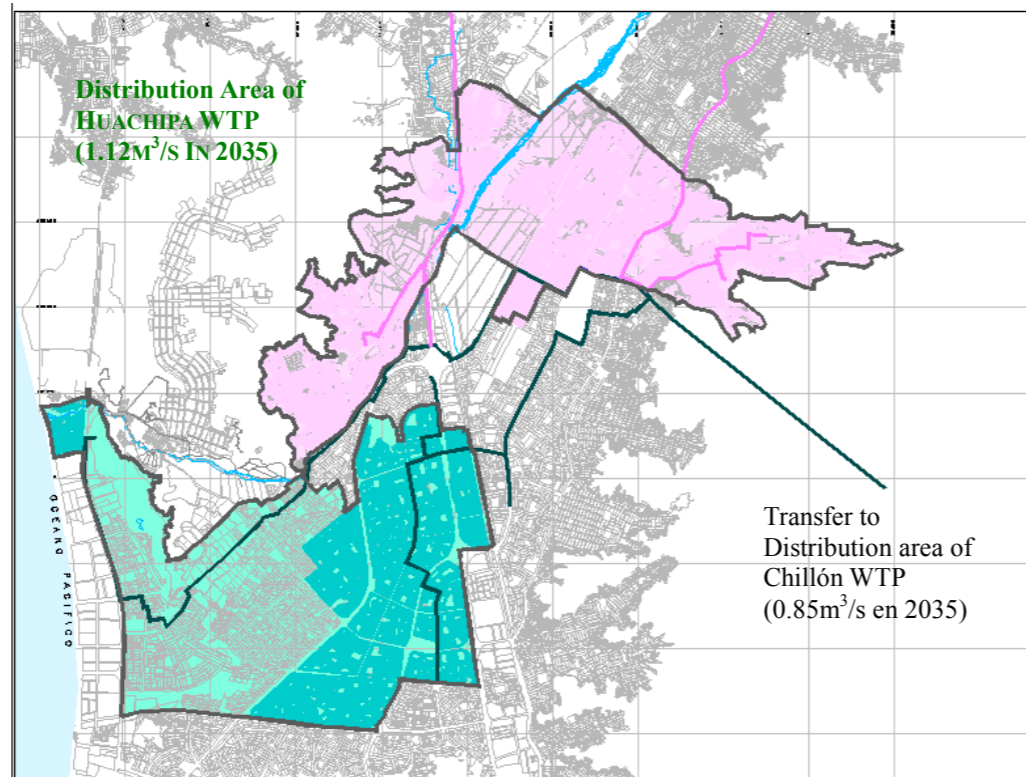 Distribution Area of
HUACHIPA WTP
(1.12M³/S IN 2035)
Transfer to
Distribution area of
Chillón WTP
(0.85m³/s en 2035)
OCEANO PACIFICO